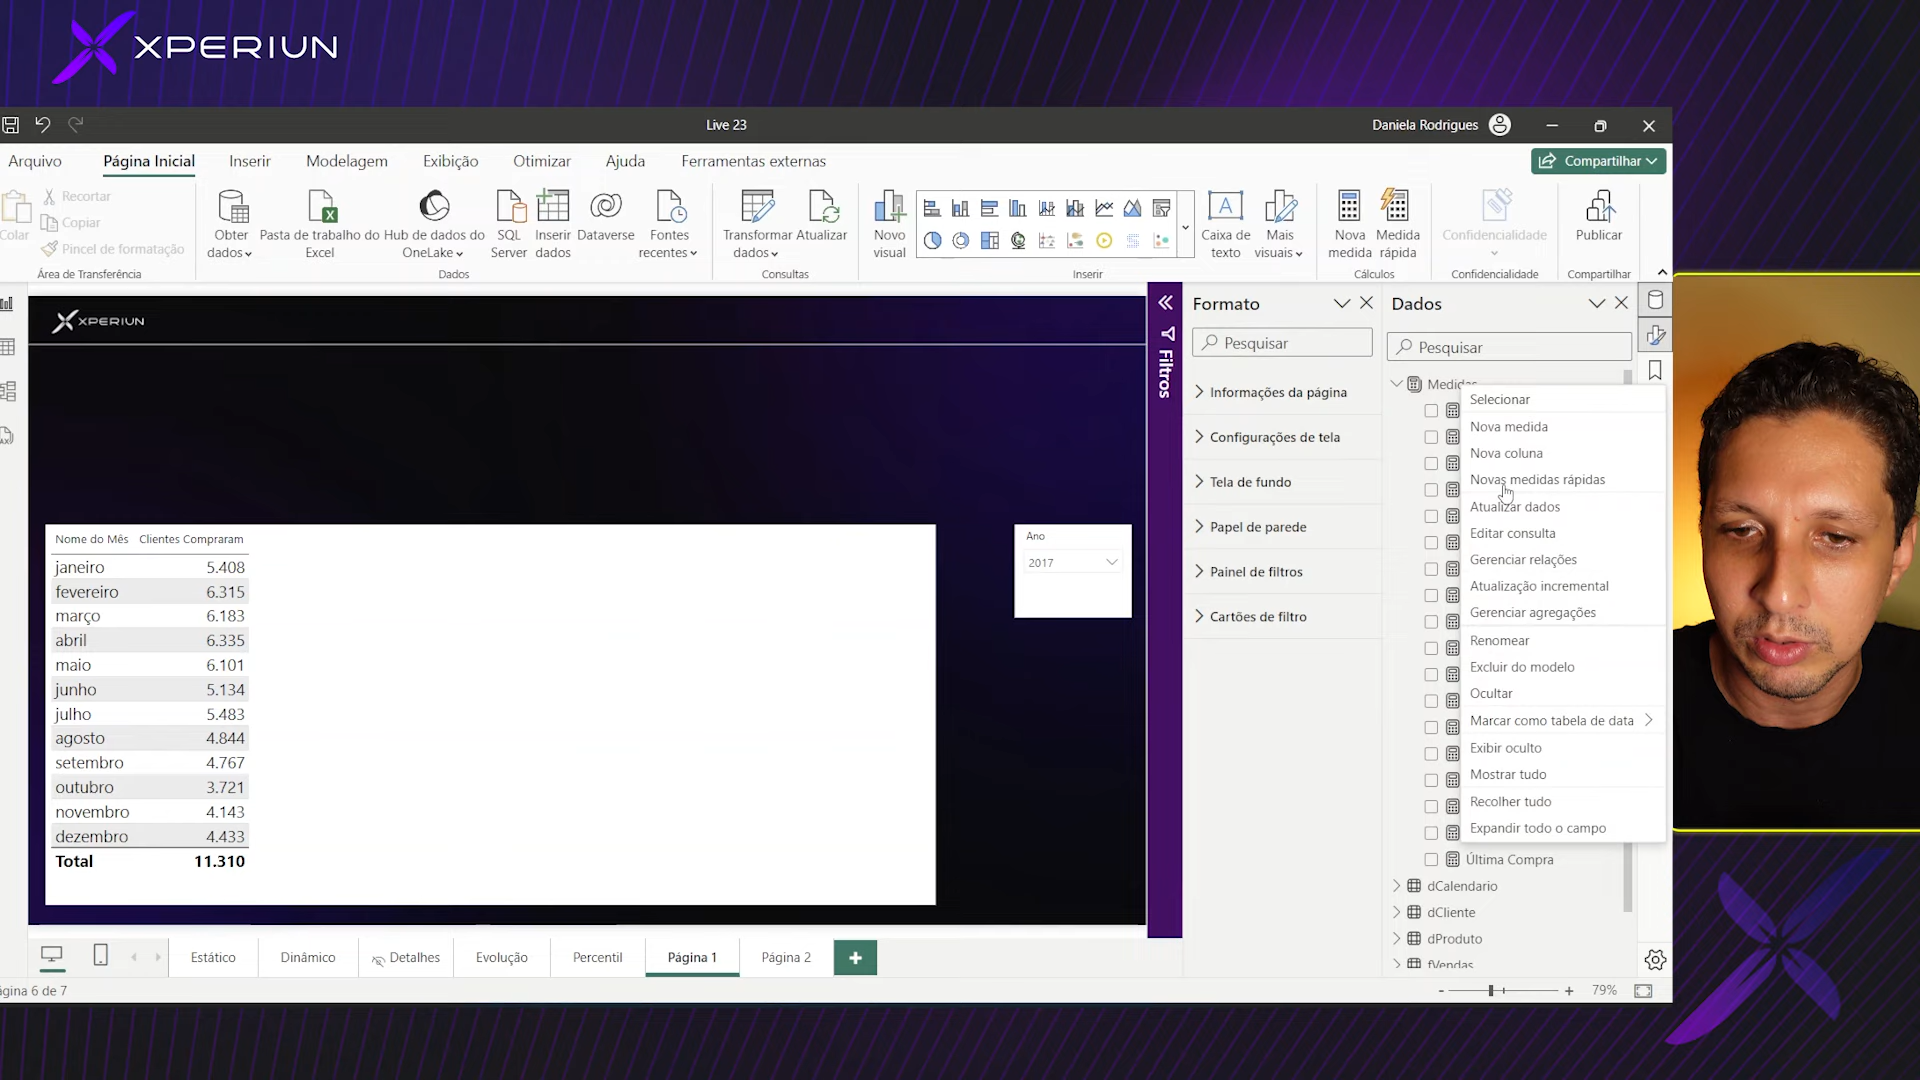 XPERIUN
Live 23
Daniela Rodrigues
Arquivo
Página Inicial
Inserir
Modelagem
Exibição
Otimizar
Ajuda
Ferramentas externas
Compartilhar
Colar
Recortar
Copiar
Pincel de formatação
Área de Transferência
Obter dados
Pasta de trabalho do Excel
Hub de dados do OneLake
SQL Server
Inserir dados
Dataverse
Fontes recentes
Dados
Transformar dados
Atualizar
Consultas
Novo visual
Caixa de texto
Mais visuais
Inserir
Nova medida
Medida rápida
Cálculos
Confidencialidade
Confidencialidade
Publicar
Compartilhar
XPERIUN
Nome do Mês Clientes Compraram
janeiro 5.408
fevereiro 6.315
março 6.183
abril 6.335
maio 6.101
junho 5.134
julho 5.483
agosto 4.844
setembro 4.767
outubro 3.721
novembro 4.143
dezembro 4.433
Total 11.310
Ano
2017
Filtros
Formato
Pesquisar
Informações da página
Configurações de tela
Tela de fundo
Papel de parede
Painel de filtros
Cartões de filtro
Dados
Pesquisar
Medidas
Selecionar
Nova medida
Nova coluna
Novas medidas rápidas
Atualizar dados
Editar consulta
Gerenciar relações
Atualização incremental
Gerenciar agregações
Renomear
Excluir do modelo
Ocultar
Marcar como tabela de data
Exibir oculto
Mostrar tudo
Recolher tudo
Expandir todo o campo
Última Compra
dCalendario
dCliente
dProduto
fVendas
Estático
Dinâmico
Detalhes
Evolução
Percentil
Página 1
Página 2
ágina 6 de 7
- + 79%